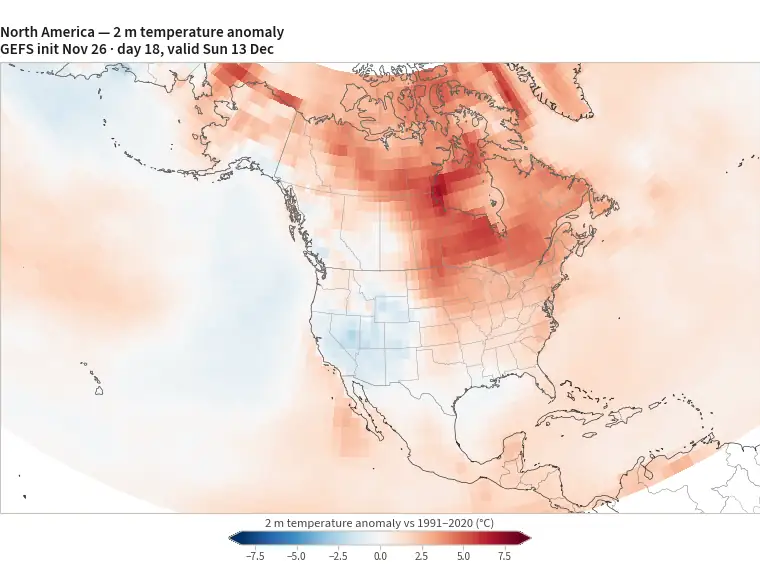 North America — 2 m temperature anomaly
GEFS init Nov 26 · day 18, valid Sun 13 Dec
2 m temperature anomaly vs 1991–2020 (°C)
−7.5 −5.0 −2.5 0.0 2.5 5.0 7.5